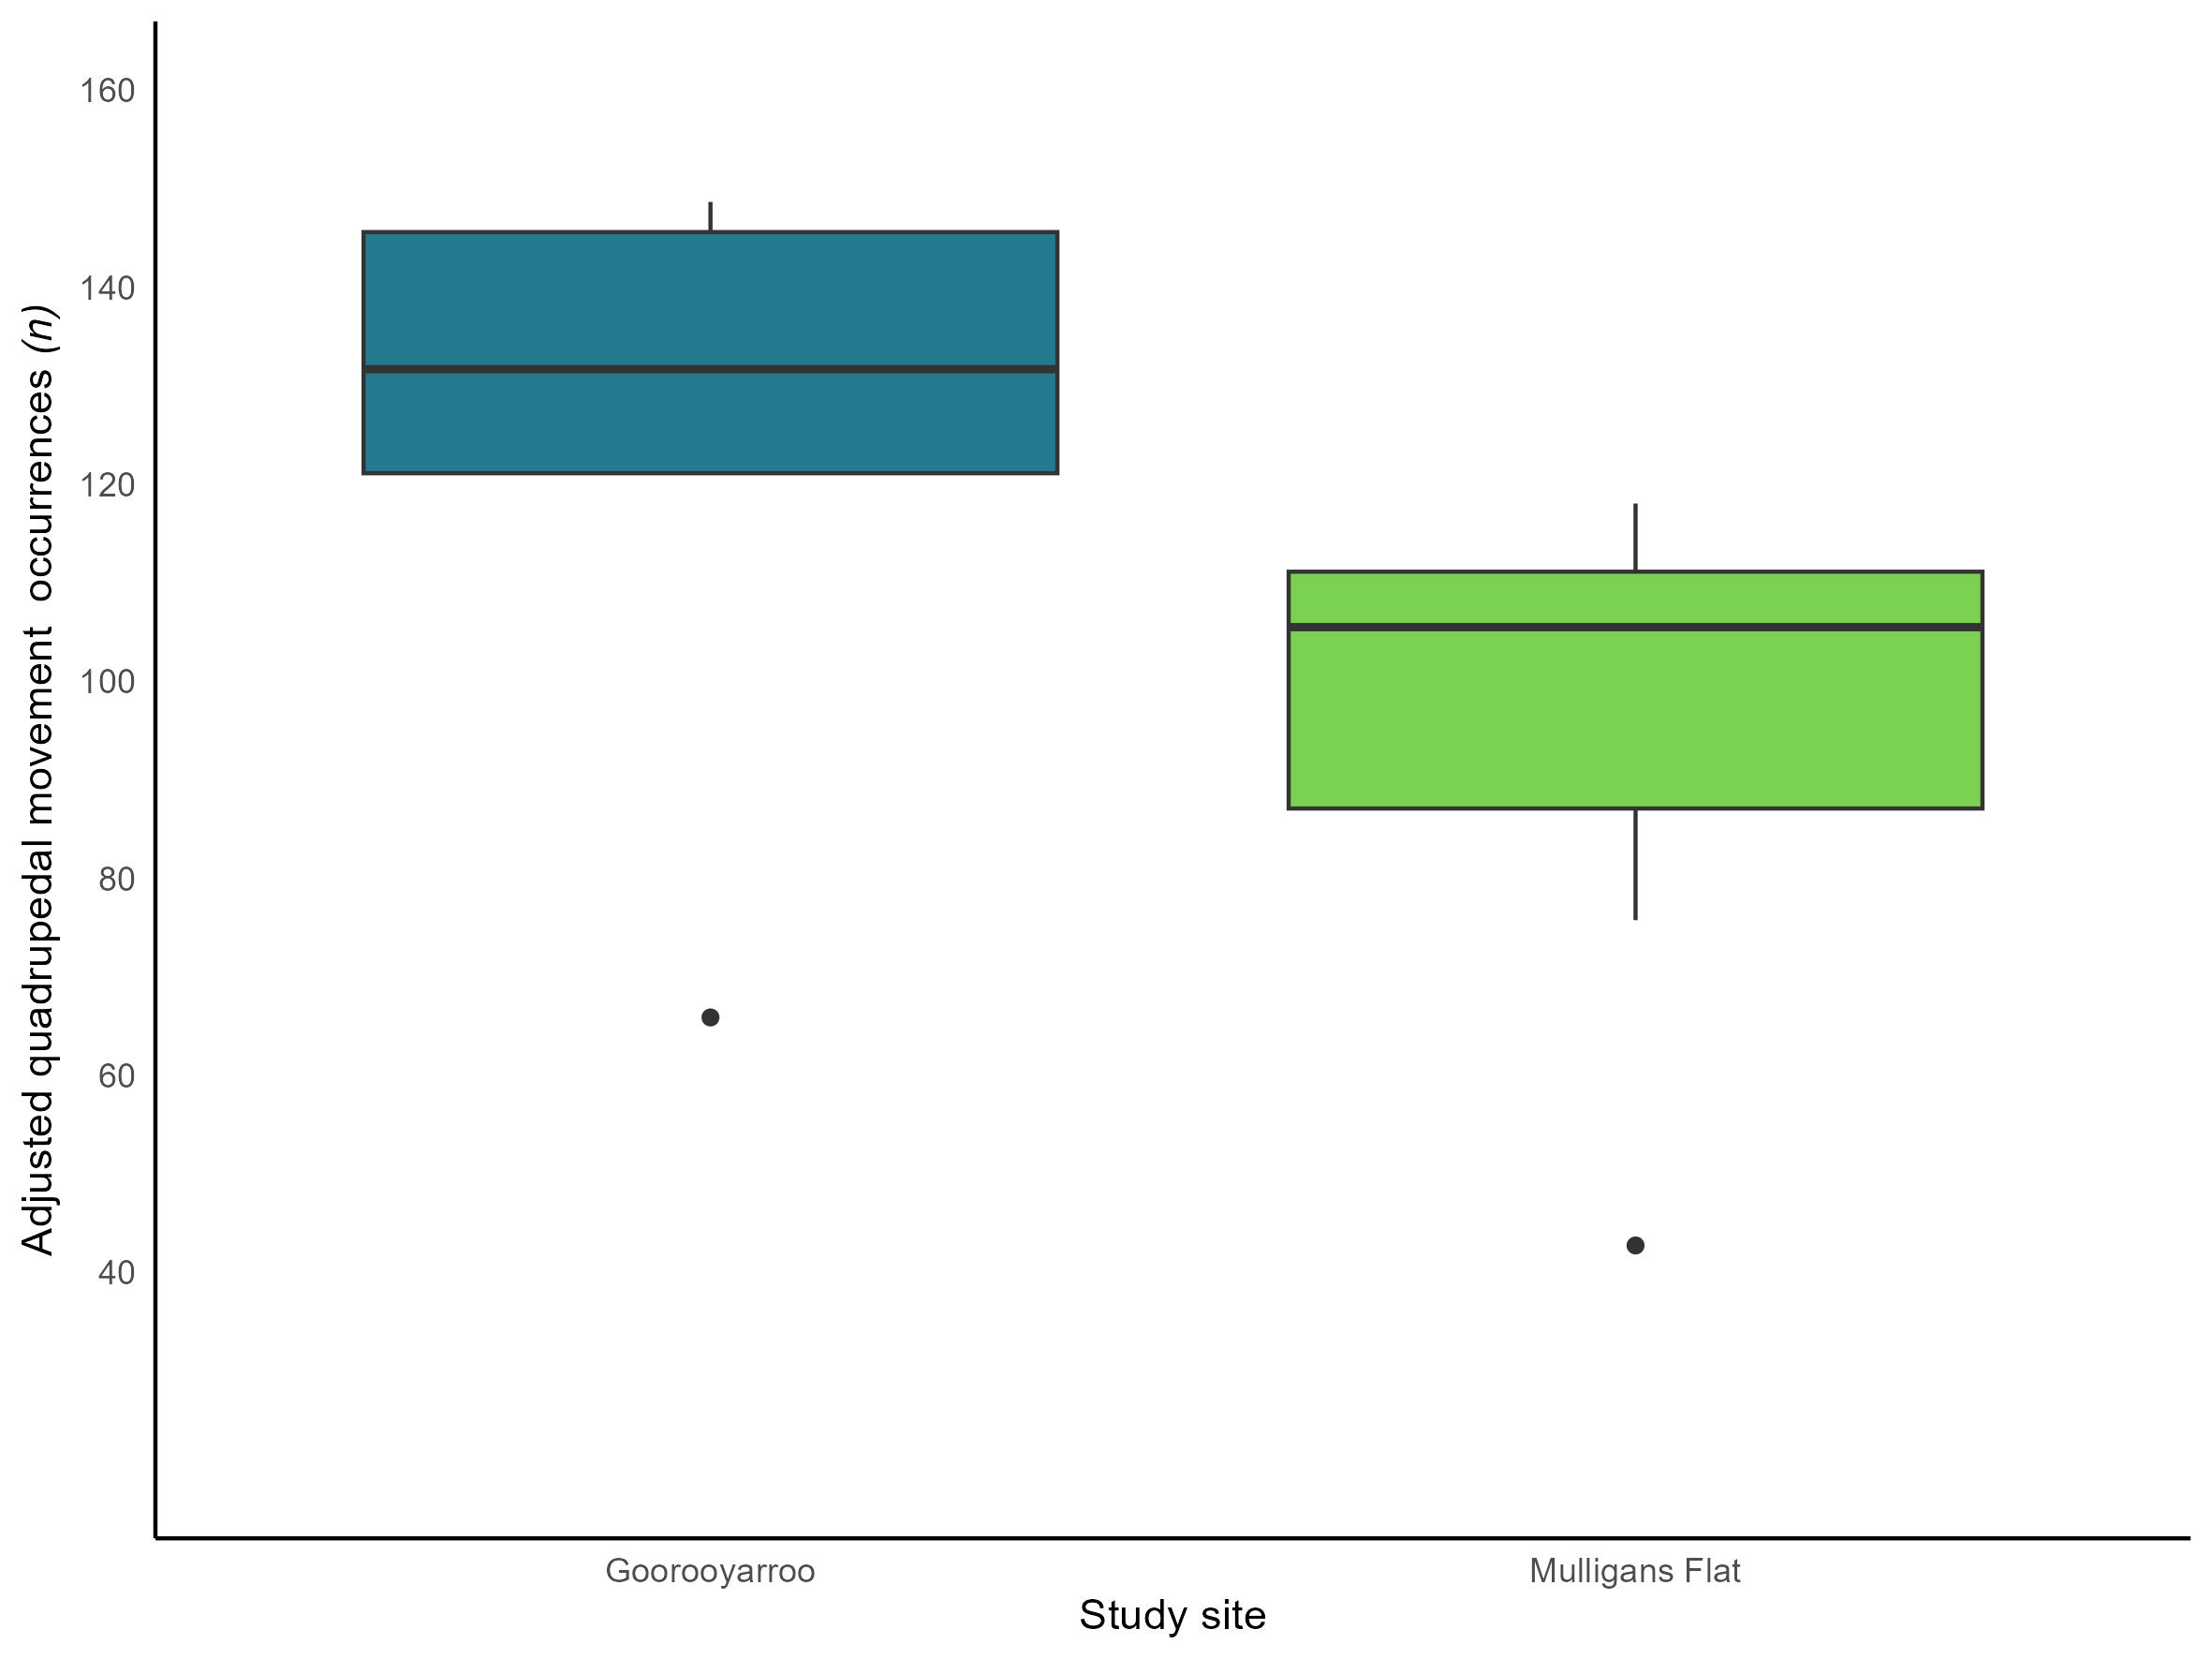 Adjusted quadrupedal movement  occurrences (n)
160
140
120
100
80
60
40
Goorooyarroo
Mulligans Flat
Study site